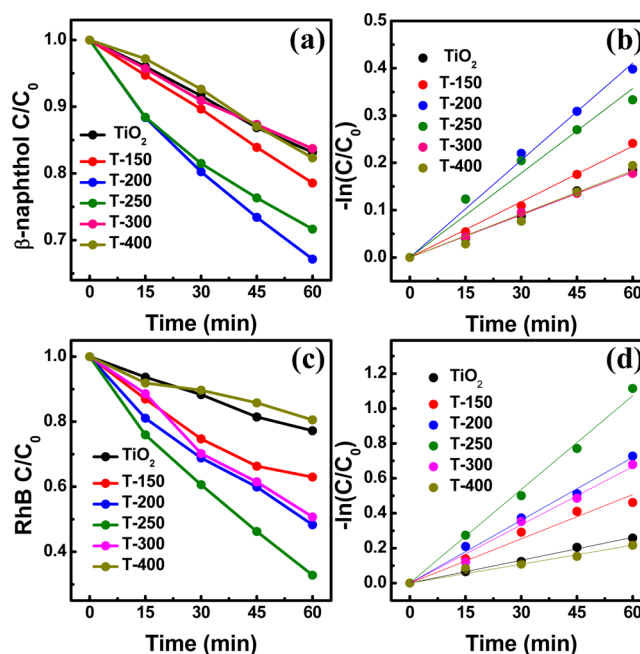 (a)
1.0
0.9
0.8
0.7
β-naphthol C/C0
TiO2
T-150
T-200
T-250
T-300
T-400
0 15 30 45 60
Time (min)
(b)
0.5
0.4
0.3
0.2
0.1
0.0
-ln(C/C0)
TiO2
T-150
T-200
T-250
T-300
T-400
0 15 30 45 60
Time (min)
(c)
1.0
0.8
0.6
0.4
RhB C/C0
TiO2
T-150
T-200
T-250
T-300
T-400
0 15 30 45 60
Time (min)
(d)
1.2
1.0
0.8
0.6
0.4
0.2
0.0
-ln(C/C0)
TiO2
T-150
T-200
T-250
T-300
T-400
0 15 30 45 60
Time (min)